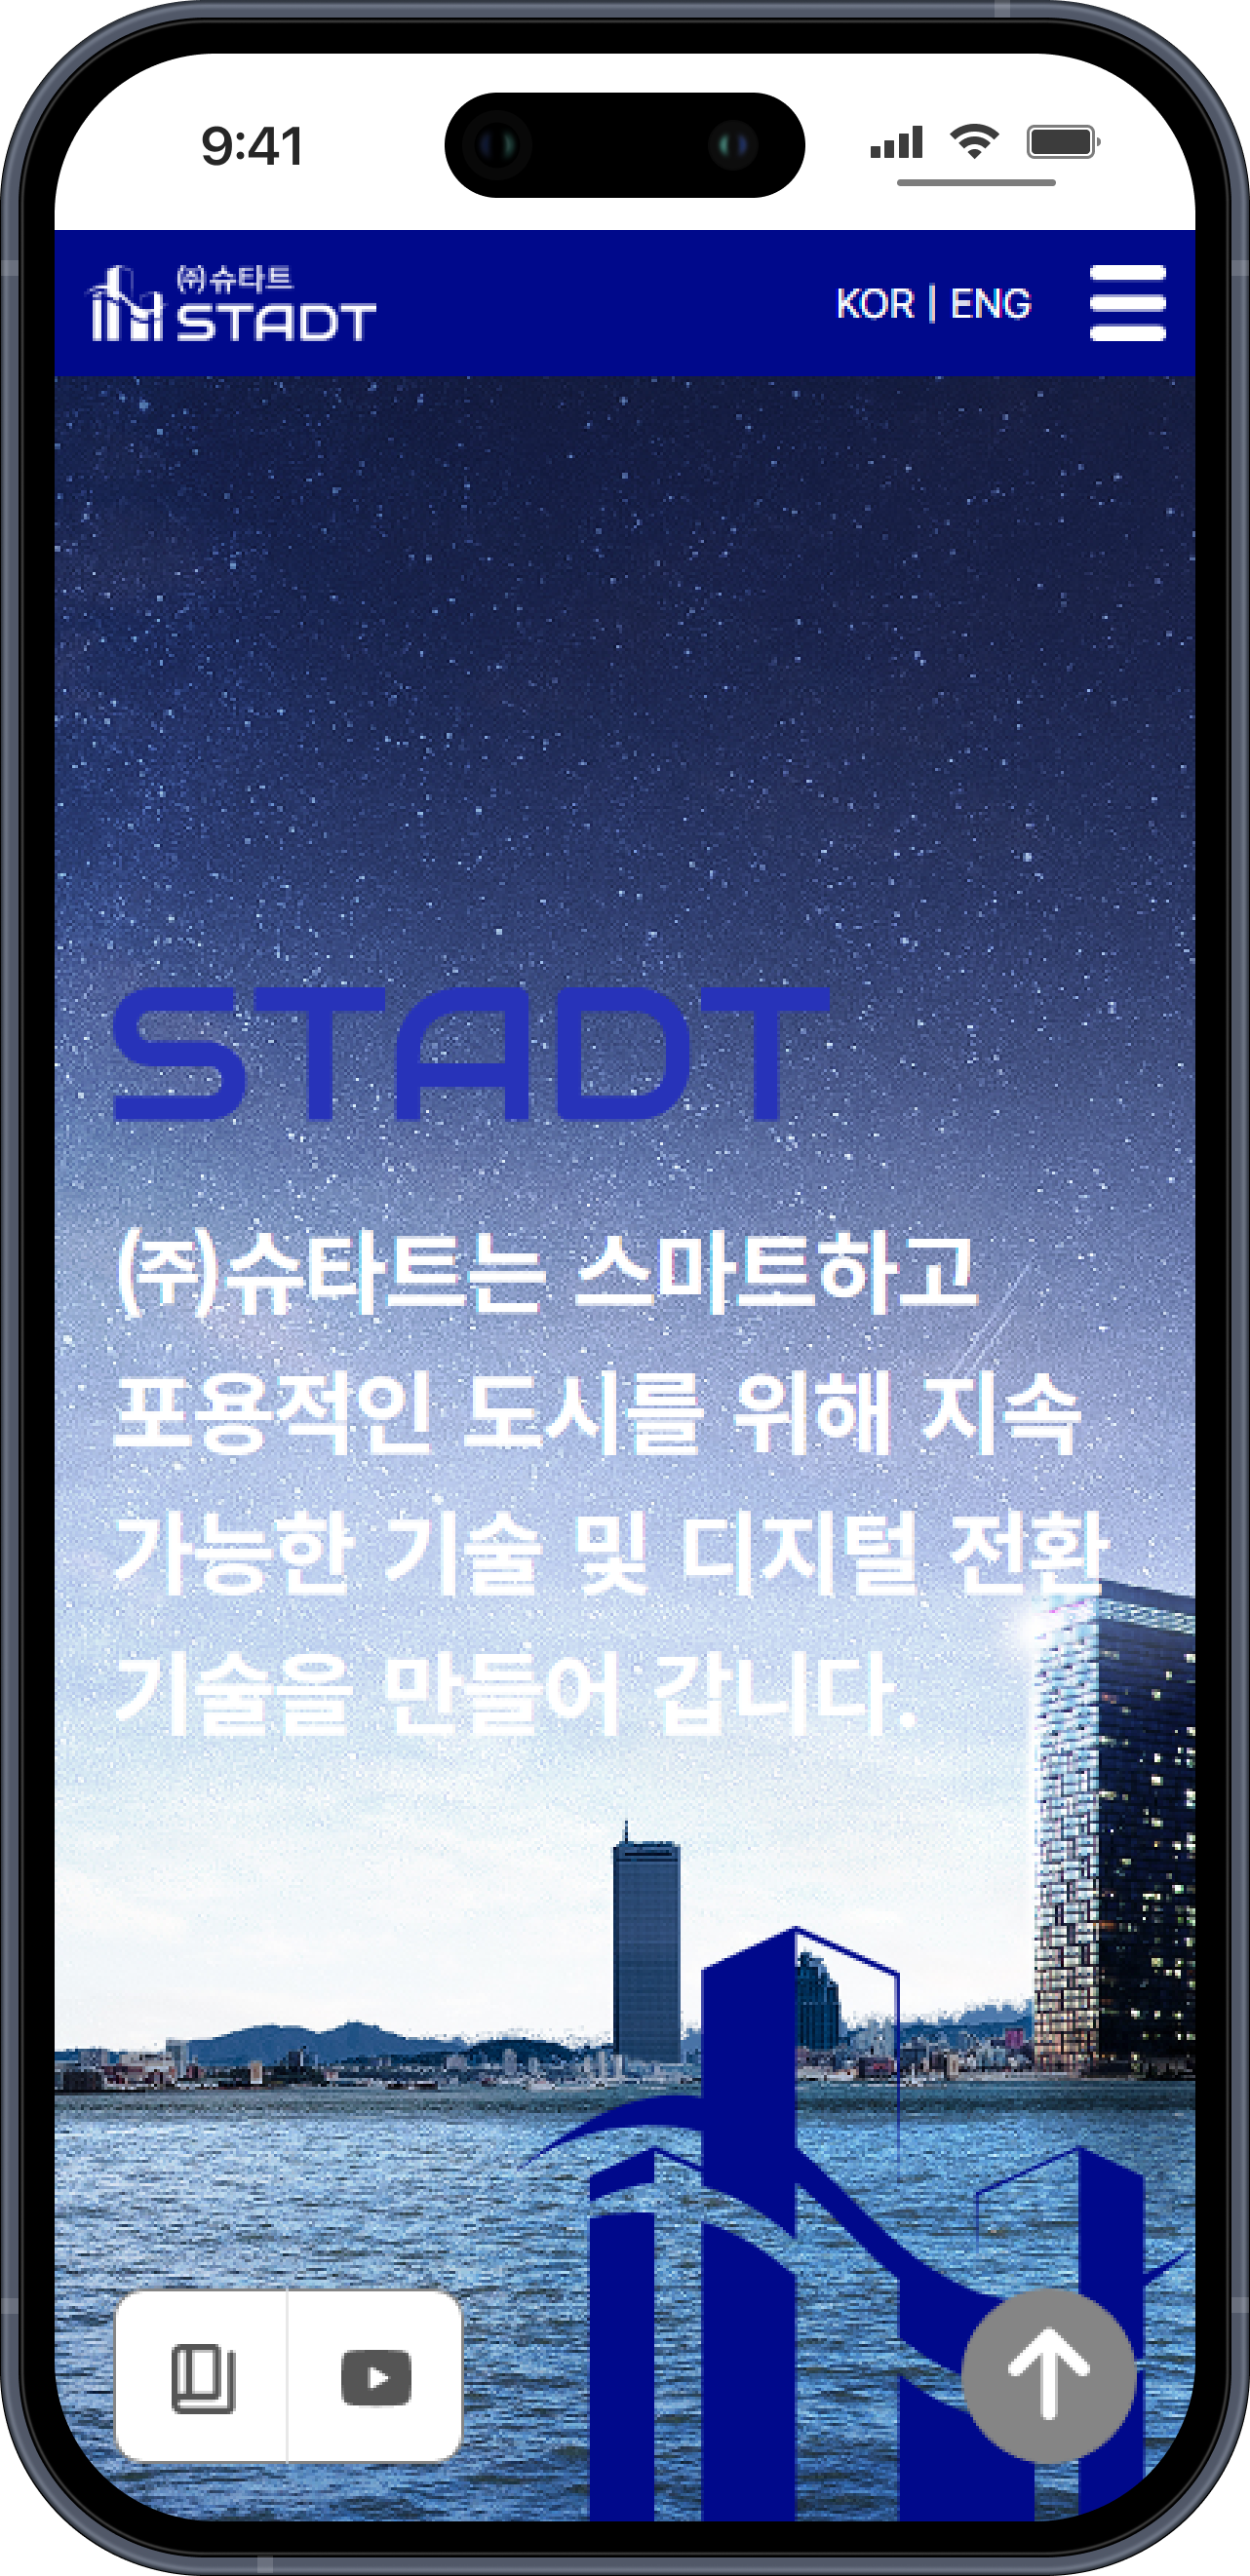 9:41
㈜슈타트
STADT
KOR | ENG
STADT
㈜슈타트는 스마트하고
포용적인 도시를 위해 지속
가능한 기술 및 디지털 전환
기술을 만들어 갑니다.